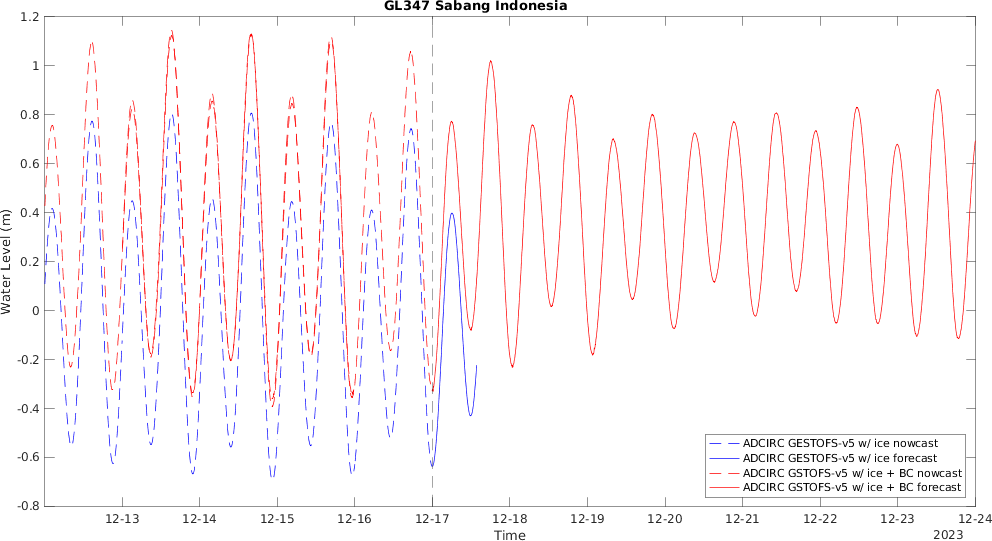 GL347 Sabang Indonesia
1.2
1
0.8
0.6
0.4
0.2
0
-0.2
-0.4
-0.6
-0.8
Water Level (m)
ADCIRC GESTOFS-v5 w/ ice nowcast
ADCIRC GESTOFS-v5 w/ ice forecast
ADCIRC GSTOFS-v5 w/ ice + BC nowcast
ADCIRC GSTOFS-v5 w/ ice + BC forecast
12-13 12-14 12-15 12-16 12-17 12-18 12-19 12-20 12-21 12-22 12-23 12-24
Time
2023